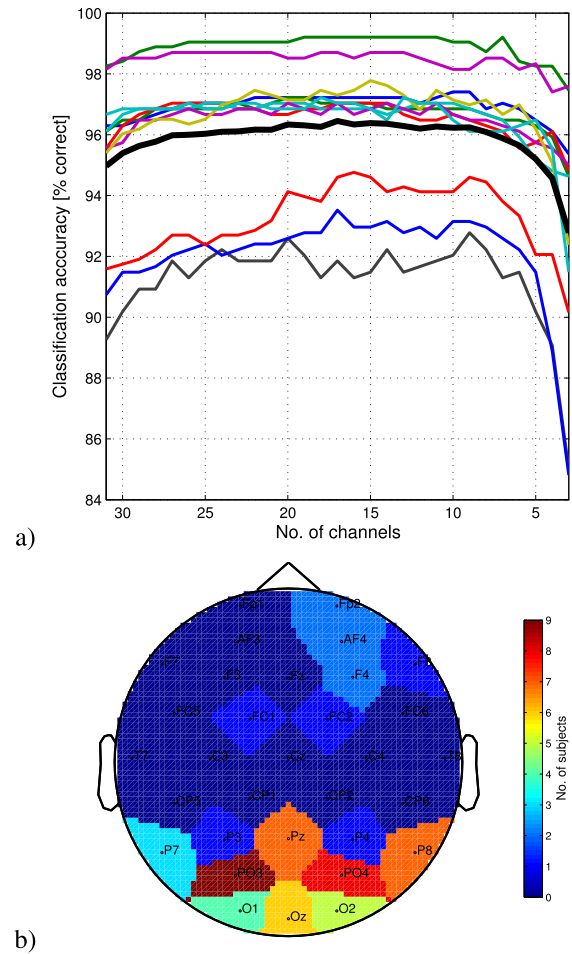 100
98
96
94
92
90
88
86
84
Classification acccuracy [% correct]
30 25 20 15 10 5
No. of channels
a)
Fp1 Fp2
AF3 AF4
F7 F3 Fz F4
FC5 FC1 FC2 FC6
T7 C3 Cz C4 T8
CP5 CP1 CP2 CP6
P7 P3 Pz P4 P8
PO3 PO4
O1 Oz O2
9
8
7
6
5
4
3
2
1
0
No. of subjects
b)